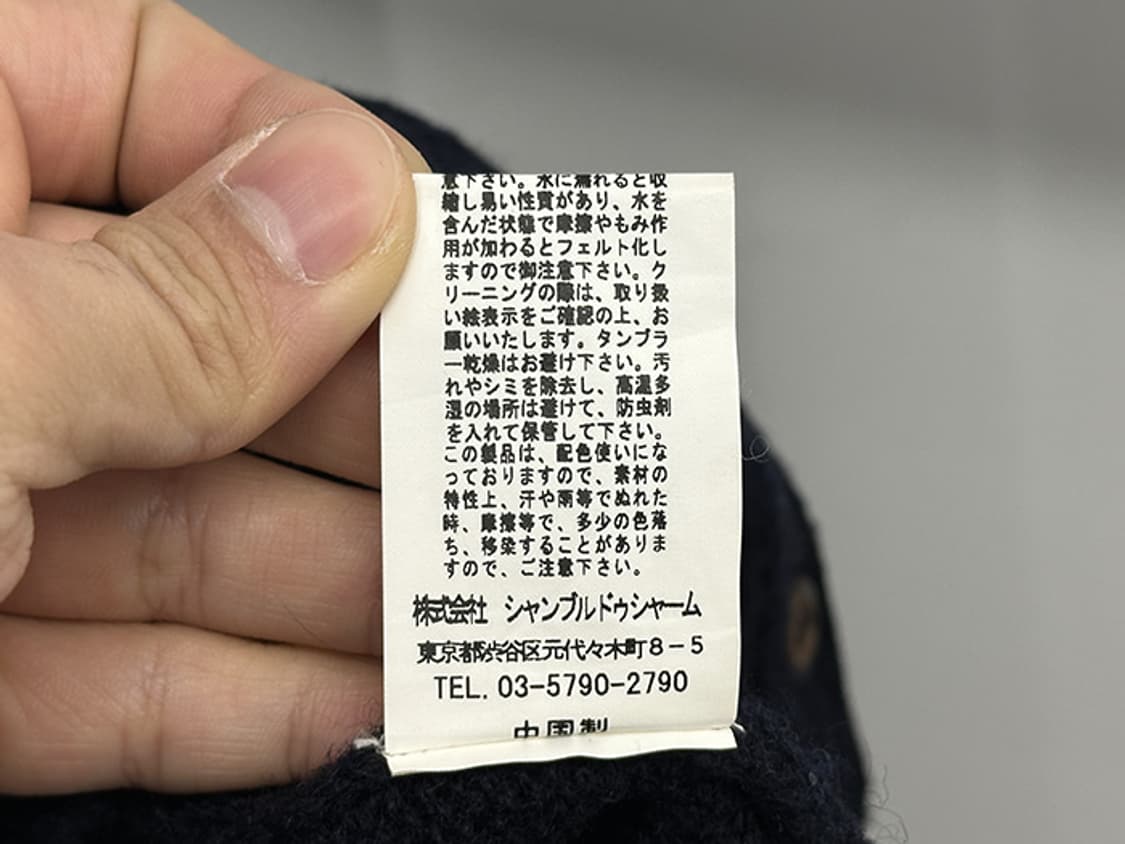 意下さい。水に濡れると収
縮し易い性質があり、水を
含んだ状態で摩擦やもみ作
用が加わるとフェルト化し
ますので御注意下さい。ク
リーニングの際は、取り扱
い絵表示をご確認の上、お
願いいたします。タンブラ
ー乾燥はお避け下さい。汚
れやシミを除去し、高温多
湿の場所は避けて、防虫剤
を入れて保管して下さい。
この製品は、配色使いにな
っておりますので、素材の
特性上、汗や雨等でぬれた
時、摩擦等で、多少の色落
ち、移染することがありま
すので、ご注意下さい。
株式会社 シャンブルドゥシャーム
東京都渋谷区元代々木町8-5
TEL. 03-5790-2790
中国製